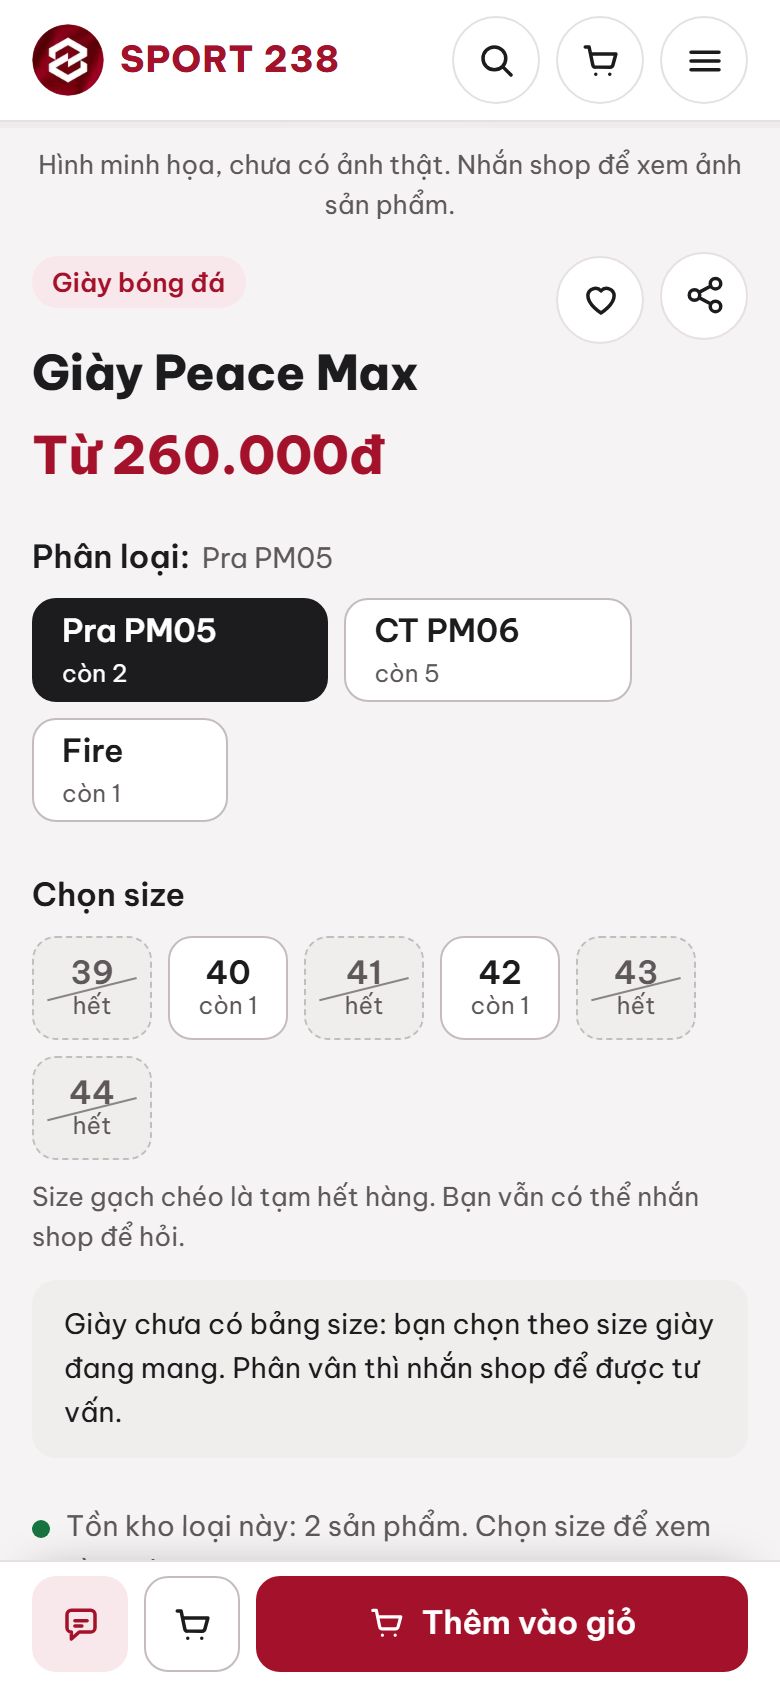 SPORT 238
Hình minh họa, chưa có ảnh thật. Nhắn shop để xem ảnh
sản phẩm.
Giày bóng đá
Giày Peace Max
Từ 260.000đ
Phân loại: Pra PM05
Pra PM05
còn 2
CT PM06
còn 5
Fire
còn 1
Chọn size
39
hết
40
còn 1
41
hết
42
còn 1
43
hết
44
hết
Size gạch chéo là tạm hết hàng. Bạn vẫn có thể nhắn
shop để hỏi.
Giày chưa có bảng size: bạn chọn theo size giày
đang mang. Phân vân thì nhắn shop để được tư
vấn.
Tồn kho loại này: 2 sản phẩm. Chọn size để xem
Thêm vào giỏ